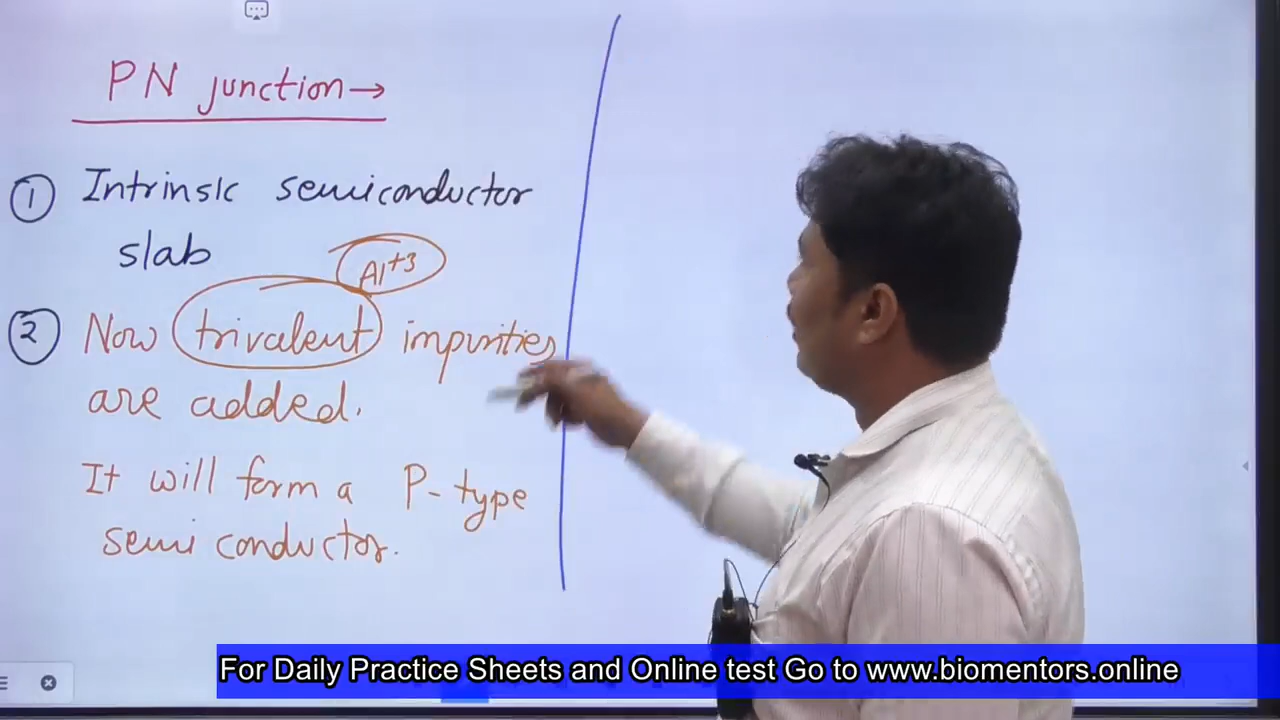 PN junction→
1 Intrinsic semiconductor
slab
Al+3
2 Now trivalent impurities
are added.
It will form a P-type
semi conductor.
For Daily Practice Sheets and Online test Go to www.biomentors.online